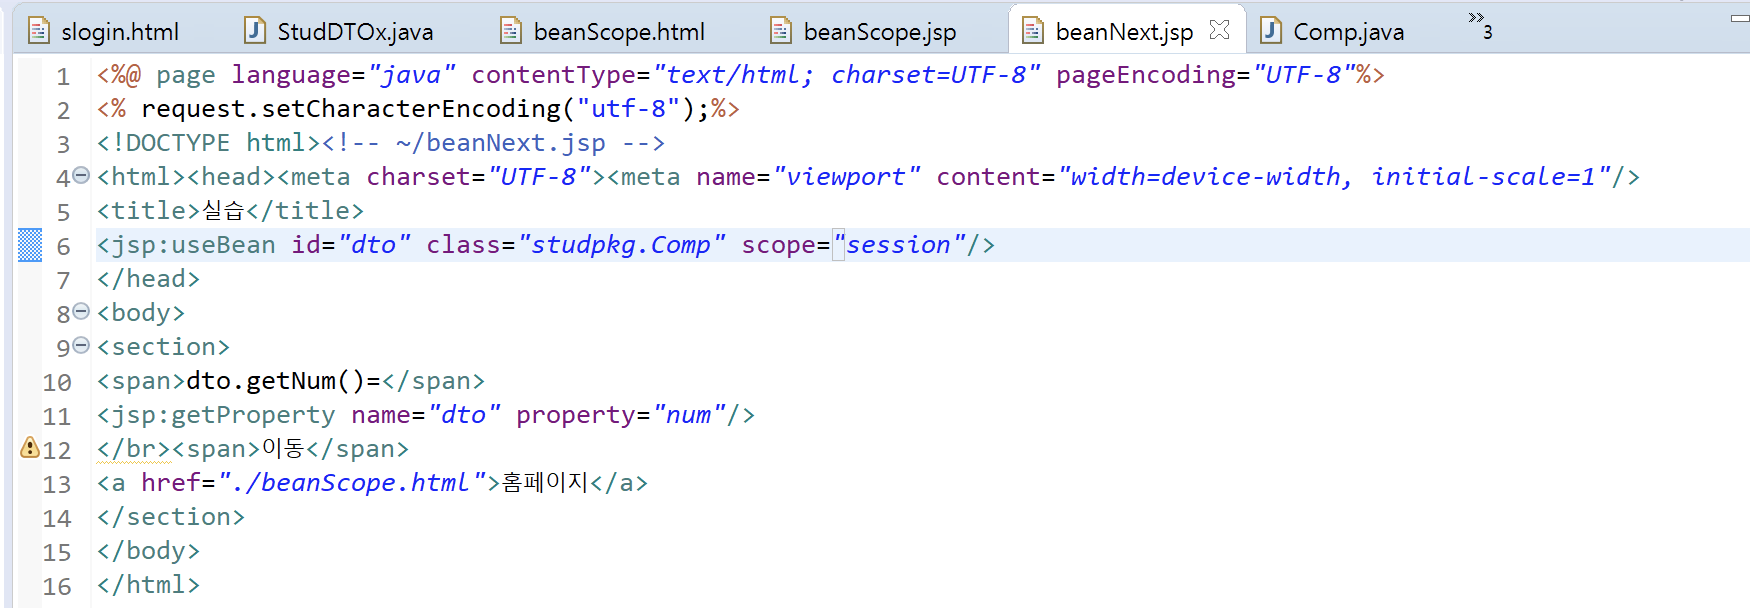 slogin.html StudDTOx.java beanScope.html beanScope.jsp beanNext.jsp Comp.java »3
1 <%@ page language="java" contentType="text/html; charset=UTF-8" pageEncoding="UTF-8"%>
2 <% request.setCharacterEncoding("utf-8");%>
3 <!DOCTYPE html><!-- ~/beanNext.jsp -->
4 <html><head><meta charset="UTF-8"><meta name="viewport" content="width=device-width, initial-scale=1"/>
5 <title>실습</title>
6 <jsp:useBean id="dto" class="studpkg.Comp" scope="session"/>
7 </head>
8 <body>
9 <section>
10 <span>dto.getNum()=</span>
11 <jsp:getProperty name="dto" property="num"/>
12 </br><span>이동</span>
13 <a href="./beanScope.html">홈페이지</a>
14 </section>
15 </body>
16 </html>